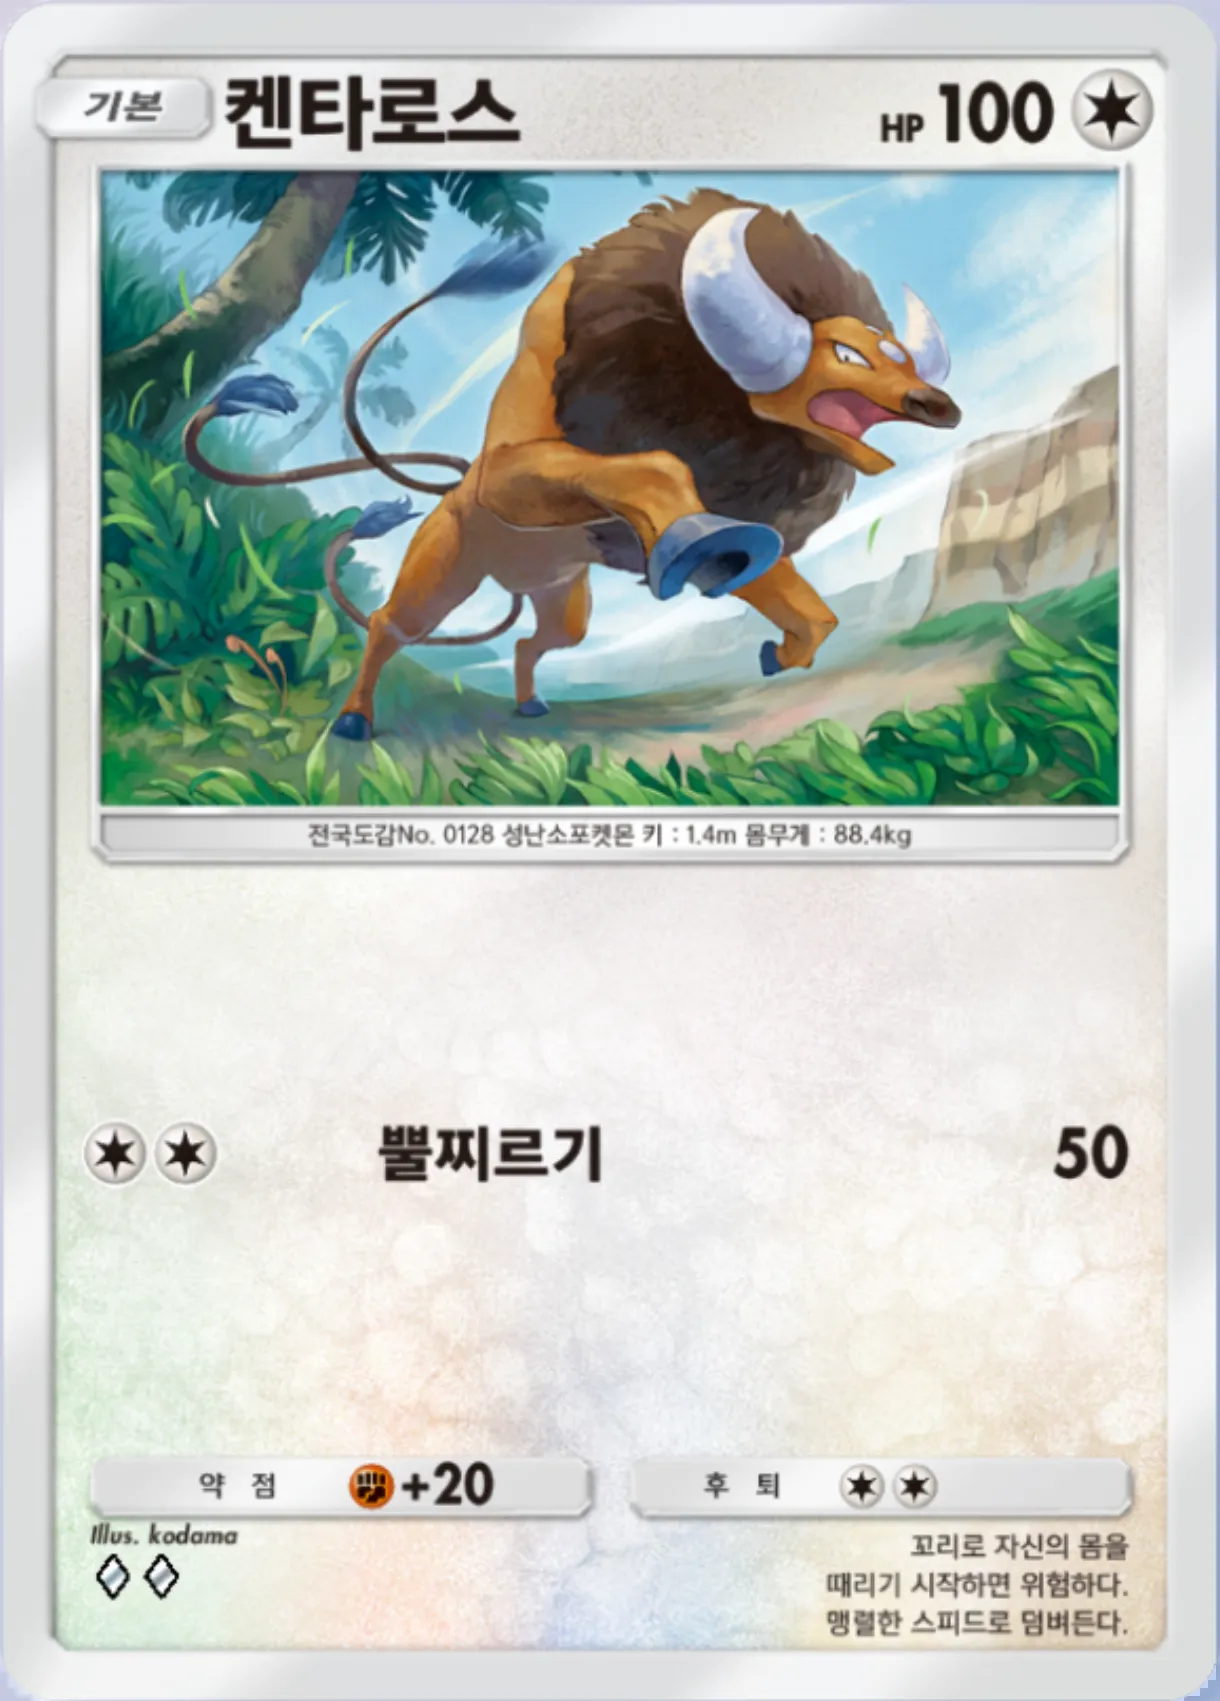 기본 켄타로스 HP 100
전국도감No. 0128 성난소포켓몬 키 : 1.4m 몸무게 : 88.4kg
뿔찌르기 50
약점 +20 후퇴
Illus. kodama
꼬리로 자신의 몸을
때리기 시작하면 위험하다.
맹렬한 스피드로 덤벼든다.